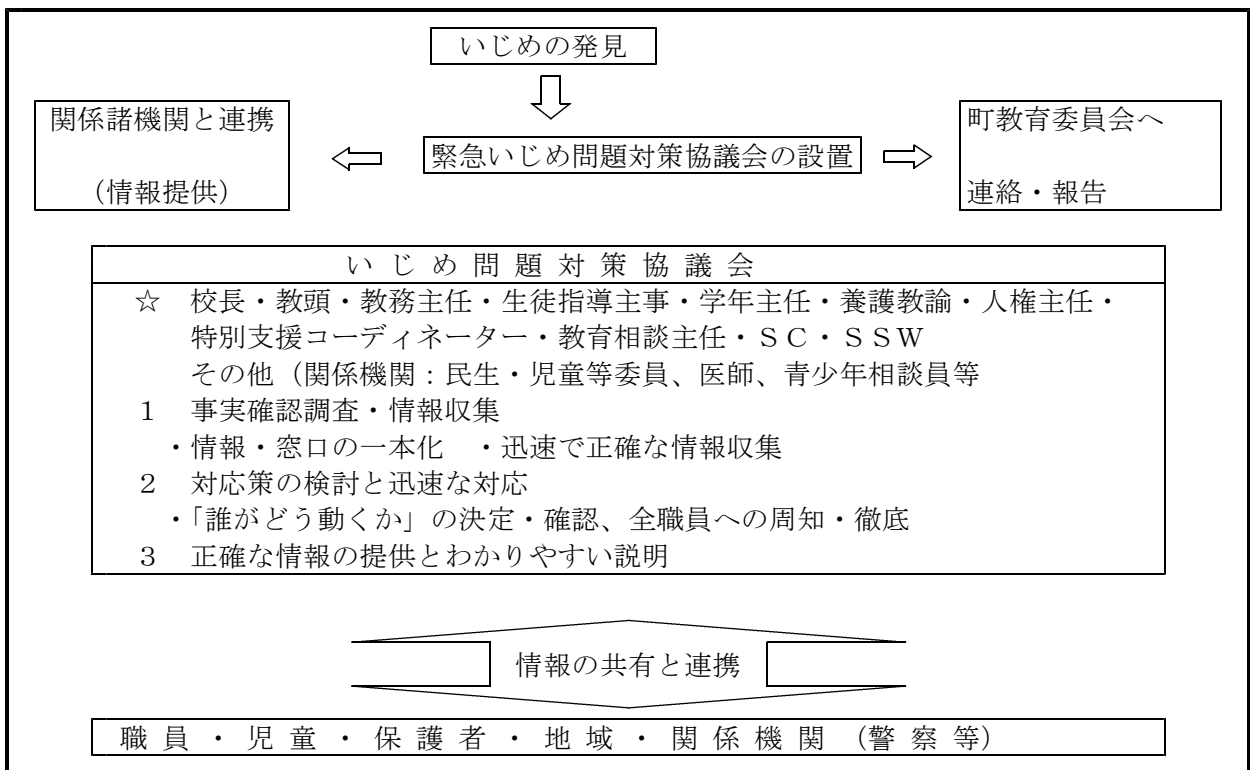 いじめの発見
関係諸機関と連携
(情報提供)
緊急いじめ問題対策協議会の設置
町教育委員会へ
連絡・報告
いじめ問題対策協議会
☆ 校長・教頭・教務主任・生徒指導主事・学年主任・養護教諭・人権主任・
特別支援コーディネーター・教育相談主任・SC・SSW
その他(関係機関:民生・児童等委員、医師、青少年相談員等
1 事実確認調査・情報収集
・情報・窓口の一本化 ・迅速で正確な情報収集
2 対応策の検討と迅速な対応
・「誰がどう動くか」の決定・確認、全職員への周知・徹底
3 正確な情報の提供とわかりやすい説明
情報の共有と連携
職員・児童・保護者・地域・関係機関(警察等)